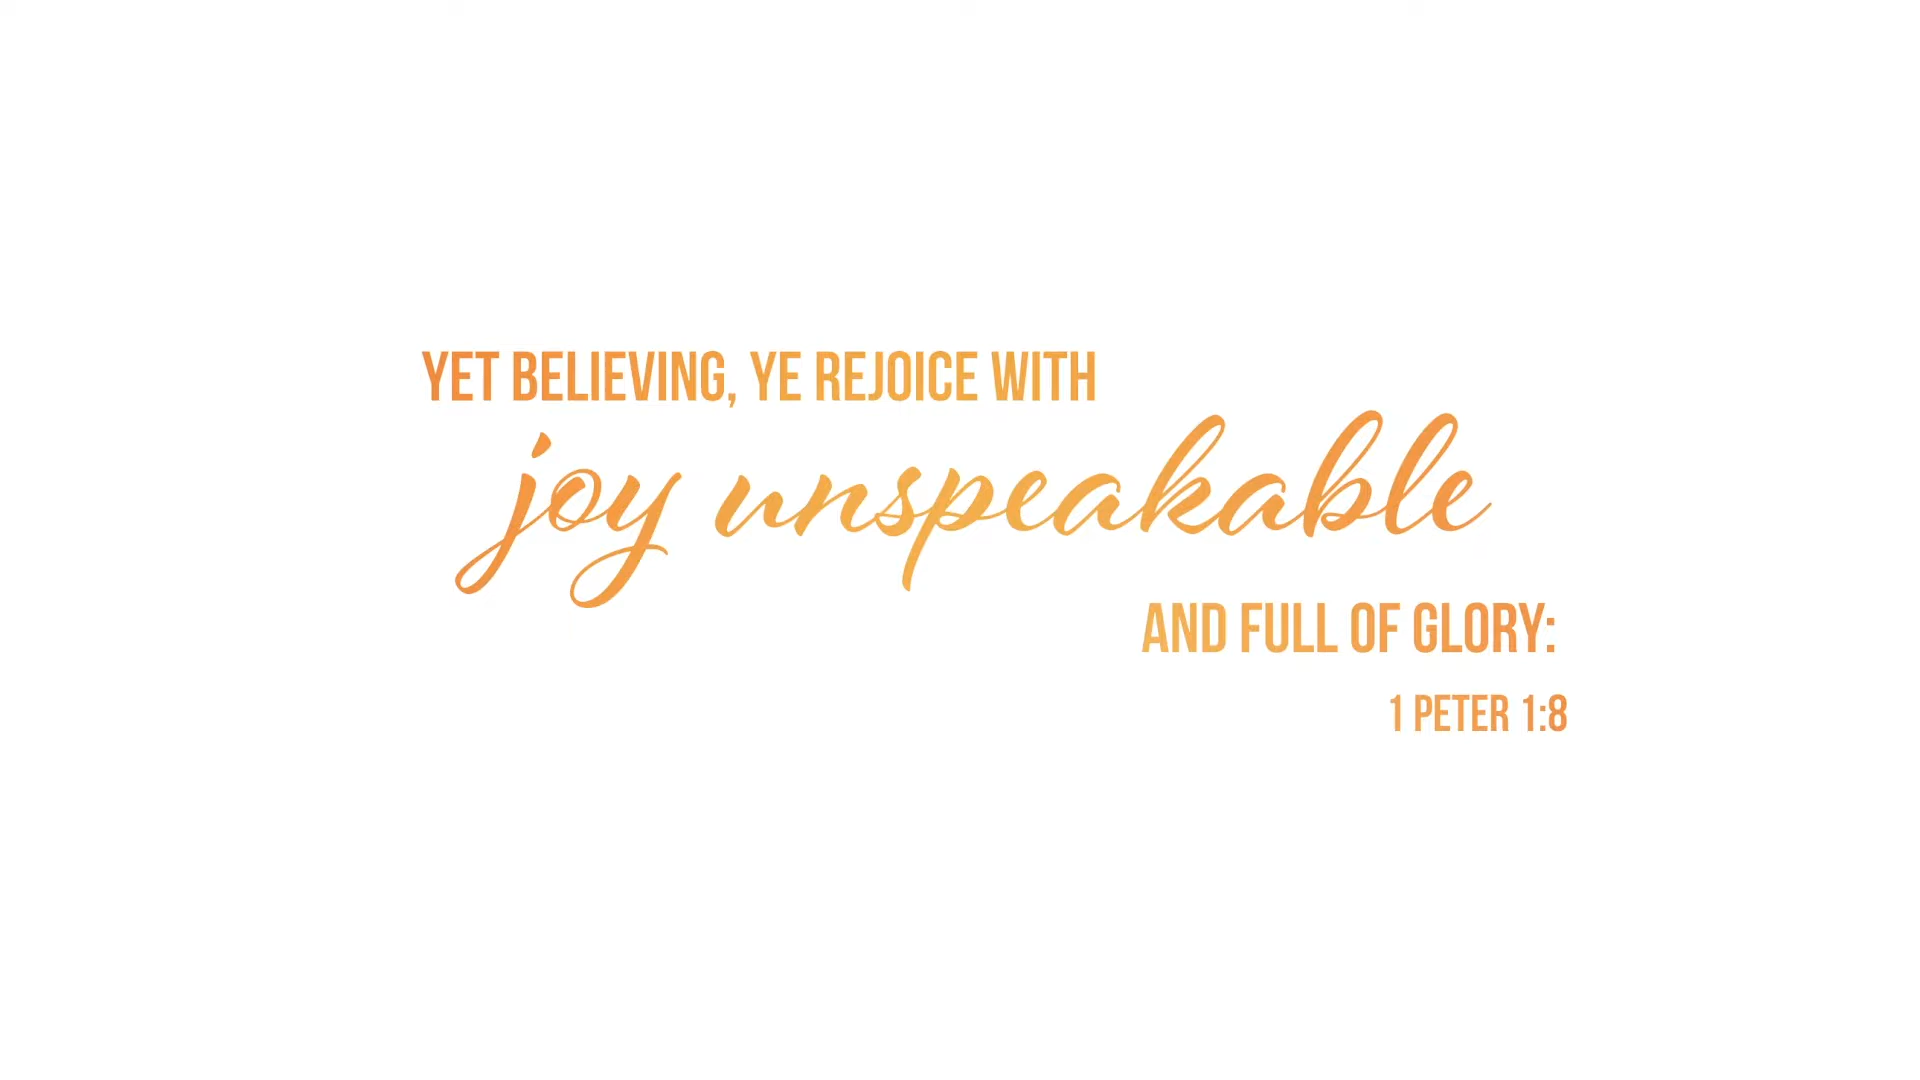 YET BELIEVING, YE REJOICE WITH
joy unspeakable
AND FULL OF GLORY:
1 PETER 1:8